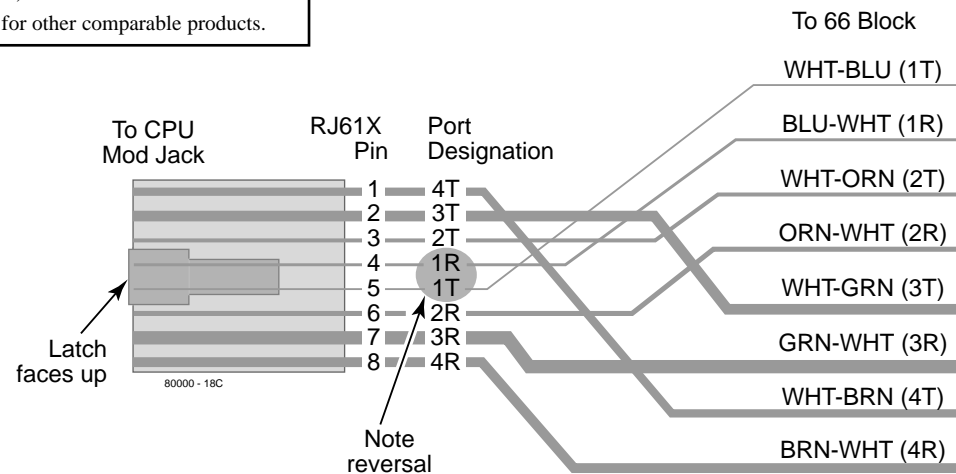 for other comparable products.
To 66 Block
WHT-BLU (1T)
BLU-WHT (1R)
WHT-ORN (2T)
ORN-WHT (2R)
WHT-GRN (3T)
GRN-WHT (3R)
WHT-BRN (4T)
BRN-WHT (4R)
To CPU
Mod Jack
RJ61X
Pin
Port
Designation
1 4T
2 3T
3 2T
4 1R
5 1T
6 2R
7 3R
8 4R
Latch
faces up
80000 - 18C
Note
reversal